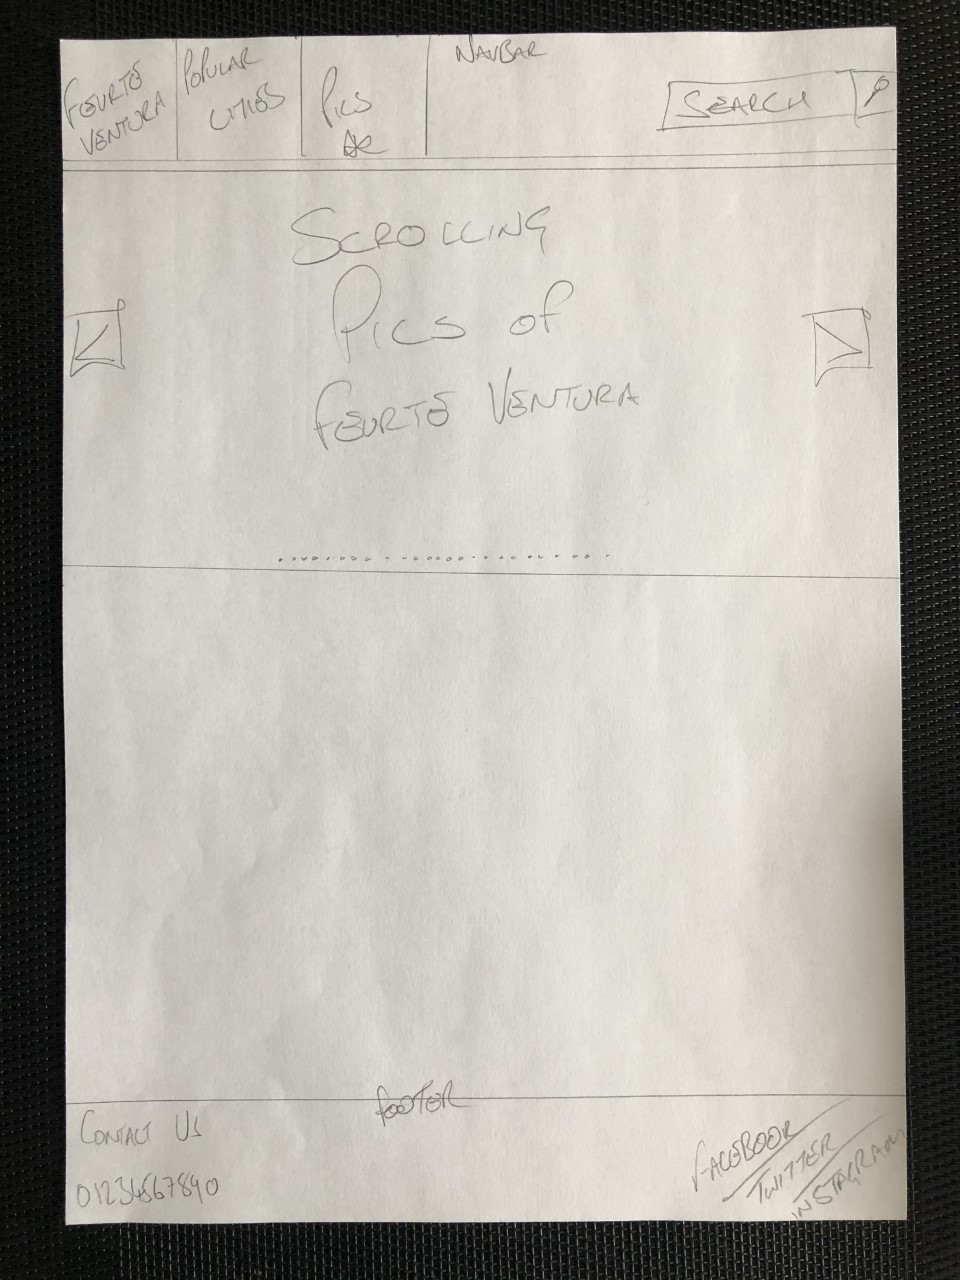 NAVBAR
FEURTE
VENTURA
POPULAR
CITIES
PICS
SEARCH
SCROLLING
PICS OF
FEURTE VENTURA
FOOTER
CONTACT US
01234567890
FACEBOOK
TWITTER
INSTAGRAM